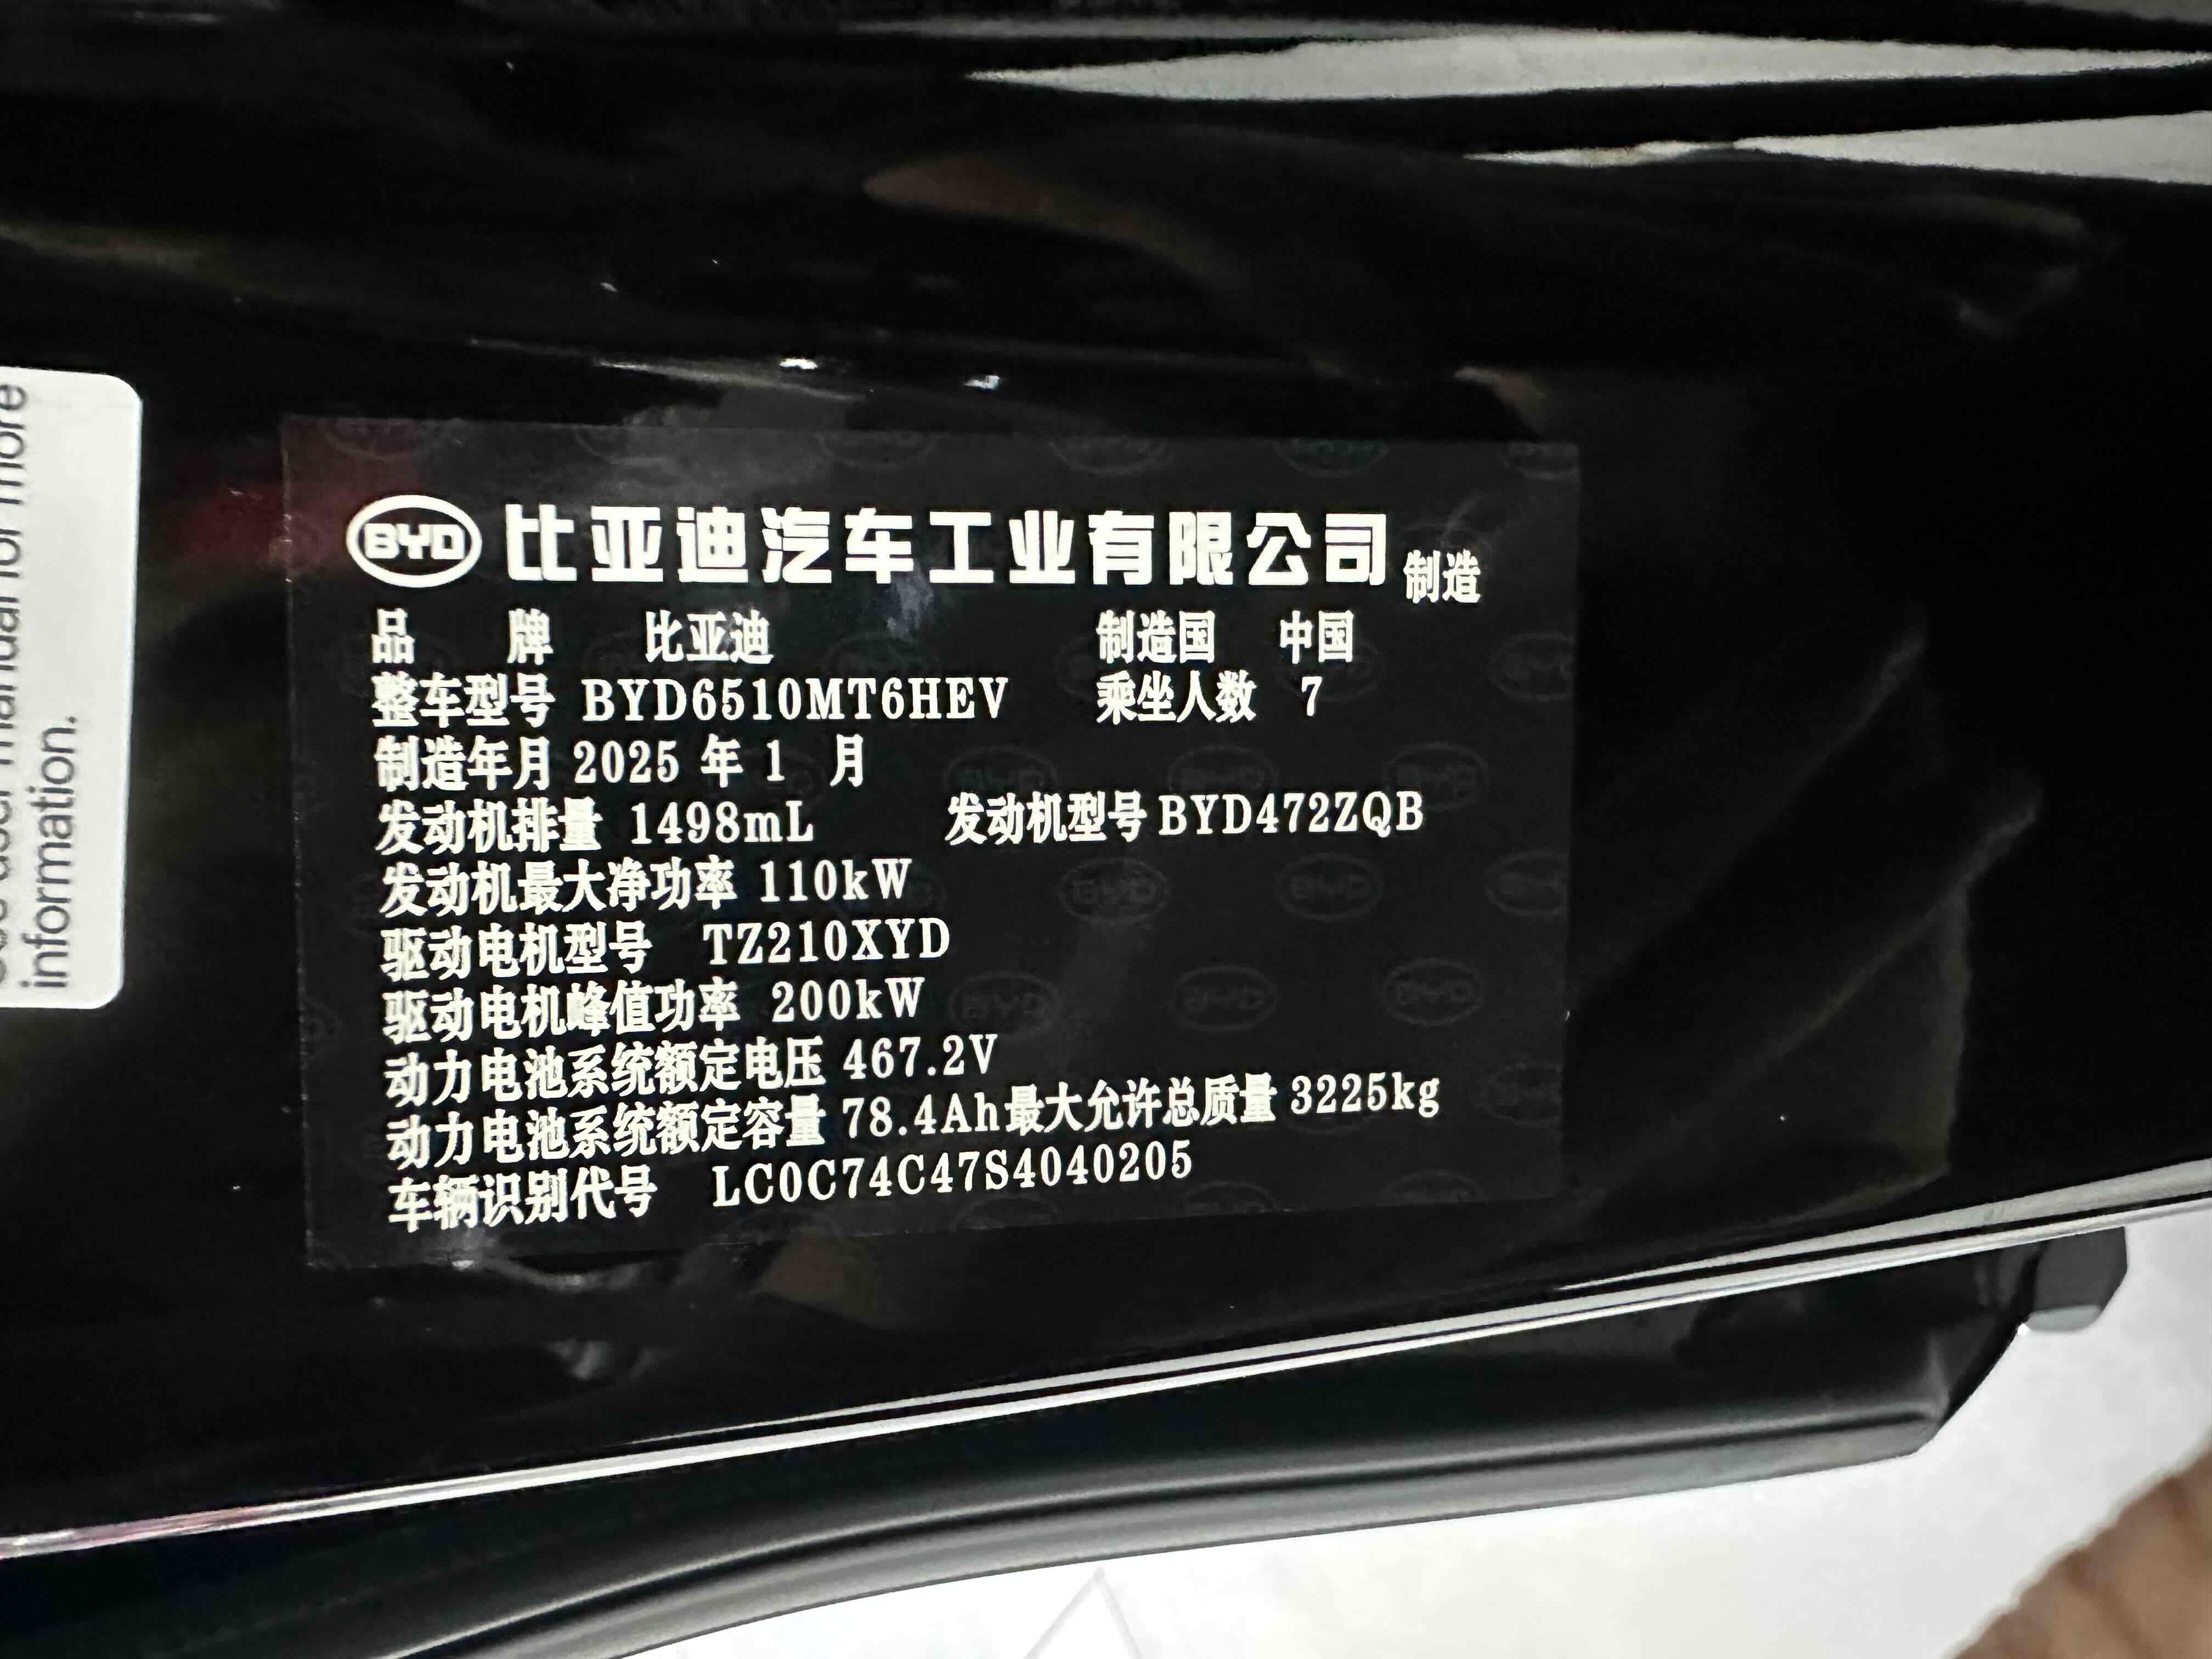 for more
information.
BYD 比亚迪汽车工业有限公司 制造
品 牌 比亚迪 制造国 中国
整车型号 BYD6510MT6HEV 乘坐人数 7
制造年月 2025 年 1 月
发动机排量 1498mL 发动机型号 BYD472ZQB
发动机最大净功率 110kW
驱动电机型号 TZ210XYD
驱动电机峰值功率 200kW
动力电池系统额定电压 467.2V
动力电池系统额定容量 78.4Ah 最大允许总质量 3225kg
车辆识别代号 LC0C74C47S4040205